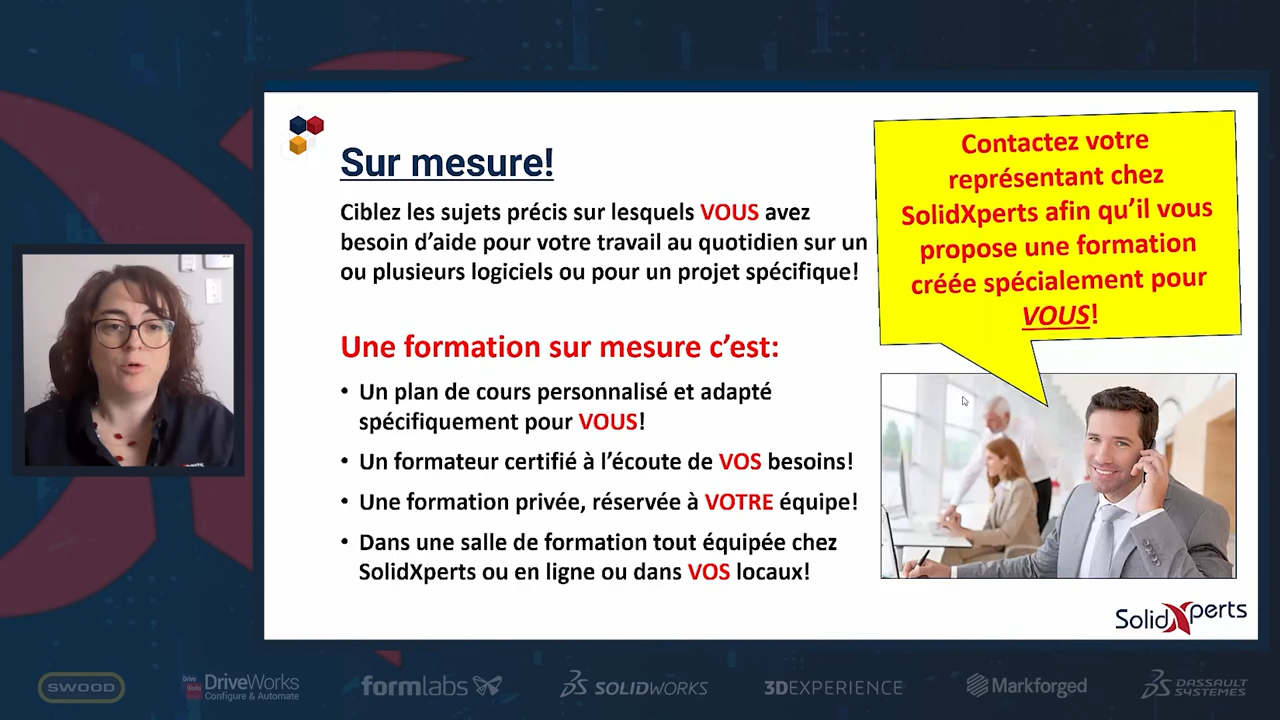 Sur mesure!
Ciblez les sujets précis sur lesquels VOUS avez
besoin d'aide pour votre travail au quotidien sur un
ou plusieurs logiciels ou pour un projet spécifique!
Une formation sur mesure c'est:
• Un plan de cours personnalisé et adapté
spécifiquement pour VOUS!
• Un formateur certifié à l'écoute de VOS besoins!
• Une formation privée, réservée à VOTRE équipe!
• Dans une salle de formation tout équipée chez
SolidXperts ou en ligne ou dans VOS locaux!
Contactez votre
représentant chez
SolidXperts afin qu'il vous
propose une formation
créée spécialement pour
VOUS!
SolidXperts
SWOOD
Drive Works
DriveWorks
Configure & Automate
formlabs
SOLIDWORKS
3DEXPERIENCE
Markforged
DASSAULT
SYSTEMES